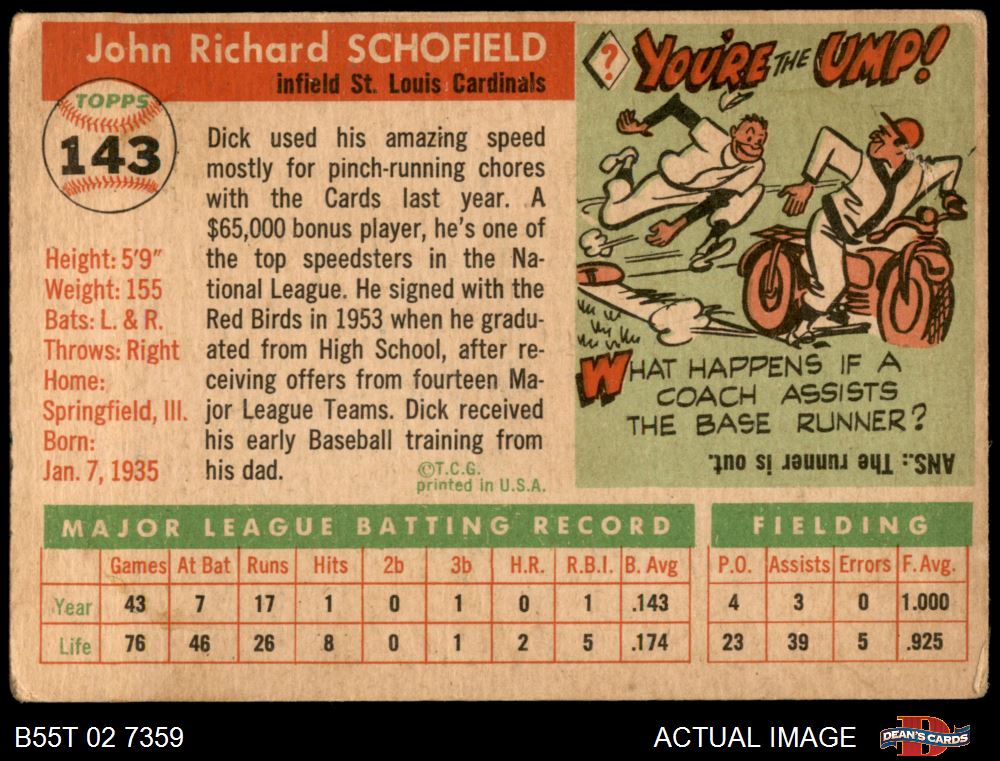 John Richard SCHOFIELD
infield St. Louis Cardinals
TOPPS
143
Height: 5'9"
Weight: 155
Bats: L. & R.
Throws: Right
Home:
Springfield, Ill.
Born:
Jan. 7, 1935
Dick used his amazing speed
mostly for pinch-running chores
with the Cards last year. A
$65,000 bonus player, he's one of
the top speedsters in the Na-
tional League. He signed with the
Red Birds in 1953 when he gradu-
ated from High School, after re-
ceiving offers from fourteen Ma-
jor League Teams. Dick received
his early Baseball training from
his dad.
©T.C.G.
printed in U.S.A.
?
YOU'RE THE UMP!
WHAT HAPPENS IF A
COACH ASSISTS
THE BASE RUNNER?
ANS.: The runner is out.
MAJOR LEAGUE BATTING RECORD FIELDING
Games At Bat Runs Hits 2b 3b H.R. R.B.I. B. Avg P.O. Assists Errors F. Avg.
Year 43 7 17 1 0 1 0 1 .143 4 3 0 1.000
Life 76 46 26 8 0 1 2 5 .174 23 39 5 .925
B55T 02 7359 ACTUAL IMAGE D DEAN'S CARDS